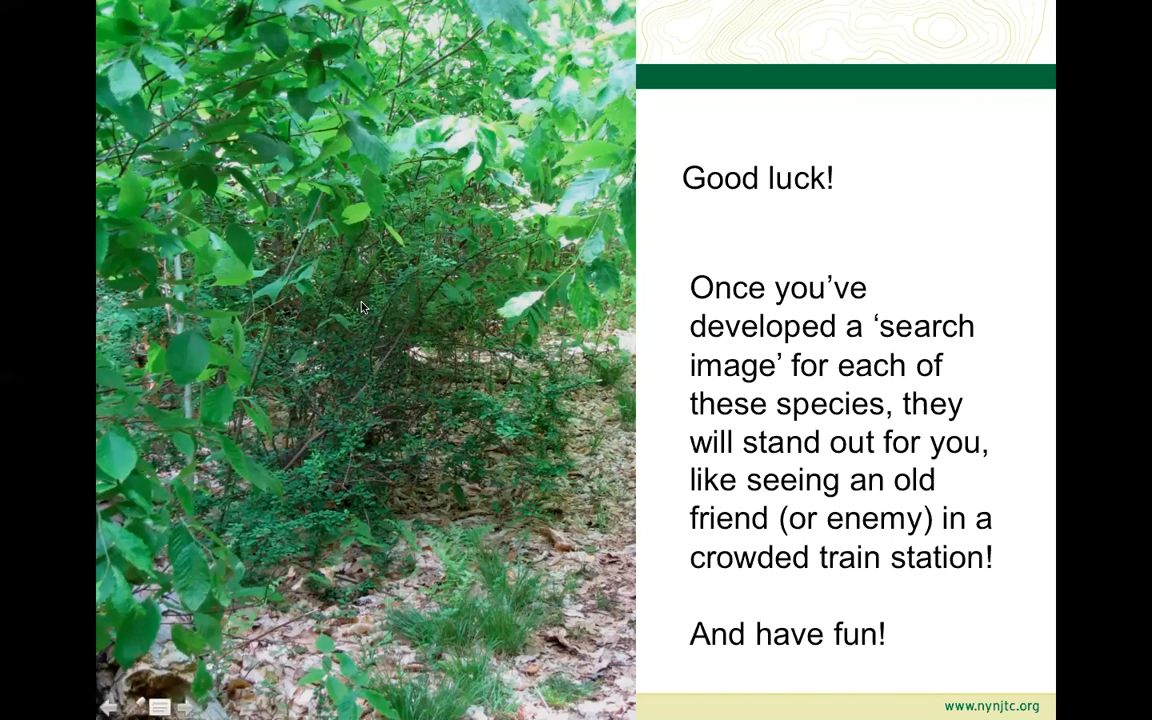 Good luck!
Once you’ve
developed a ‘search
image’ for each of
these species, they
will stand out for you,
like seeing an old
friend (or enemy) in a
crowded train station!
And have fun!
www.nynjtc.org